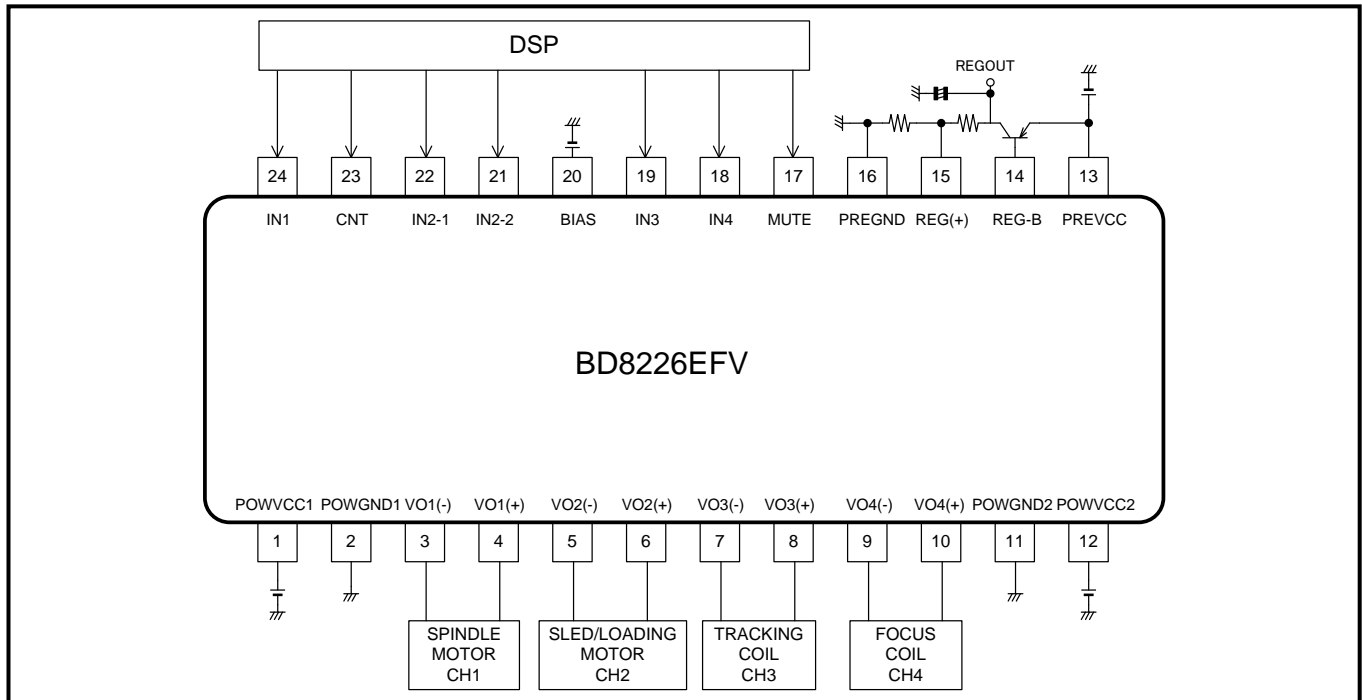 DSP
REGOUT
24 23 22 21 20 19 18 17 16 15 14 13
IN1 CNT IN2-1 IN2-2 BIAS IN3 IN4 MUTE PREGND REG(+) REG-B PREVCC
BD8226EFV
POWVCC1 POWGND1 VO1(-) VO1(+) VO2(-) VO2(+) VO3(-) VO3(+) VO4(-) VO4(+) POWGND2 POWVCC2
1 2 3 4 5 6 7 8 9 10 11 12
SPINDLE
MOTOR
CH1
SLED/LOADING
MOTOR
CH2
TRACKING
COIL
CH3
FOCUS
COIL
CH4